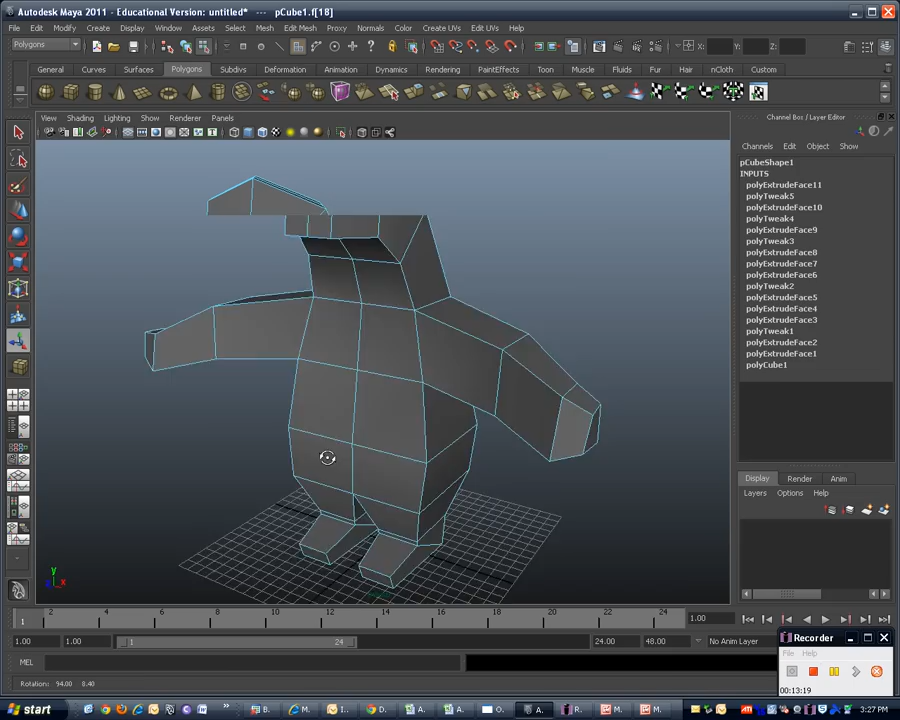 Autodesk Maya 2011 - Educational Version: untitled*   ---   pCube1.f[18]
File Edit Modify Create Display Window Assets Select Mesh Edit Mesh Proxy Normals Color Create UVs Edit UVs Help
Polygons X: Y: Z:
General Curves Surfaces Polygons Subdivs Deformation Animation Dynamics Rendering PaintEffects Toon Muscle Fluids Fur Hair nCloth Custom
View Shading Lighting Show Renderer Panels
Channel Box / Layer Editor
Channels Edit Object Show
pCubeShape1
INPUTS
polyExtrudeFace11
polyTweak5
polyExtrudeFace10
polyTweak4
polyExtrudeFace9
polyTweak3
polyExtrudeFace8
polyExtrudeFace7
polyExtrudeFace6
polyTweak2
polyExtrudeFace5
polyExtrudeFace4
polyExtrudeFace3
polyTweak1
polyExtrudeFace2
polyExtrudeFace1
polyCube1
Display Render Anim
Layers Options Help
y
x
1 2 4 6 8 10 12 14 16 18 20 22 24 1.00
1.00 1.00 1 24 24.00 48.00 No Anim Layer
MEL
Rotation: 94.00 8.40
Recorder
File Help
00:13:19
start B. M. I... D. A. A. O... A. R. M. M. 3:27 PM